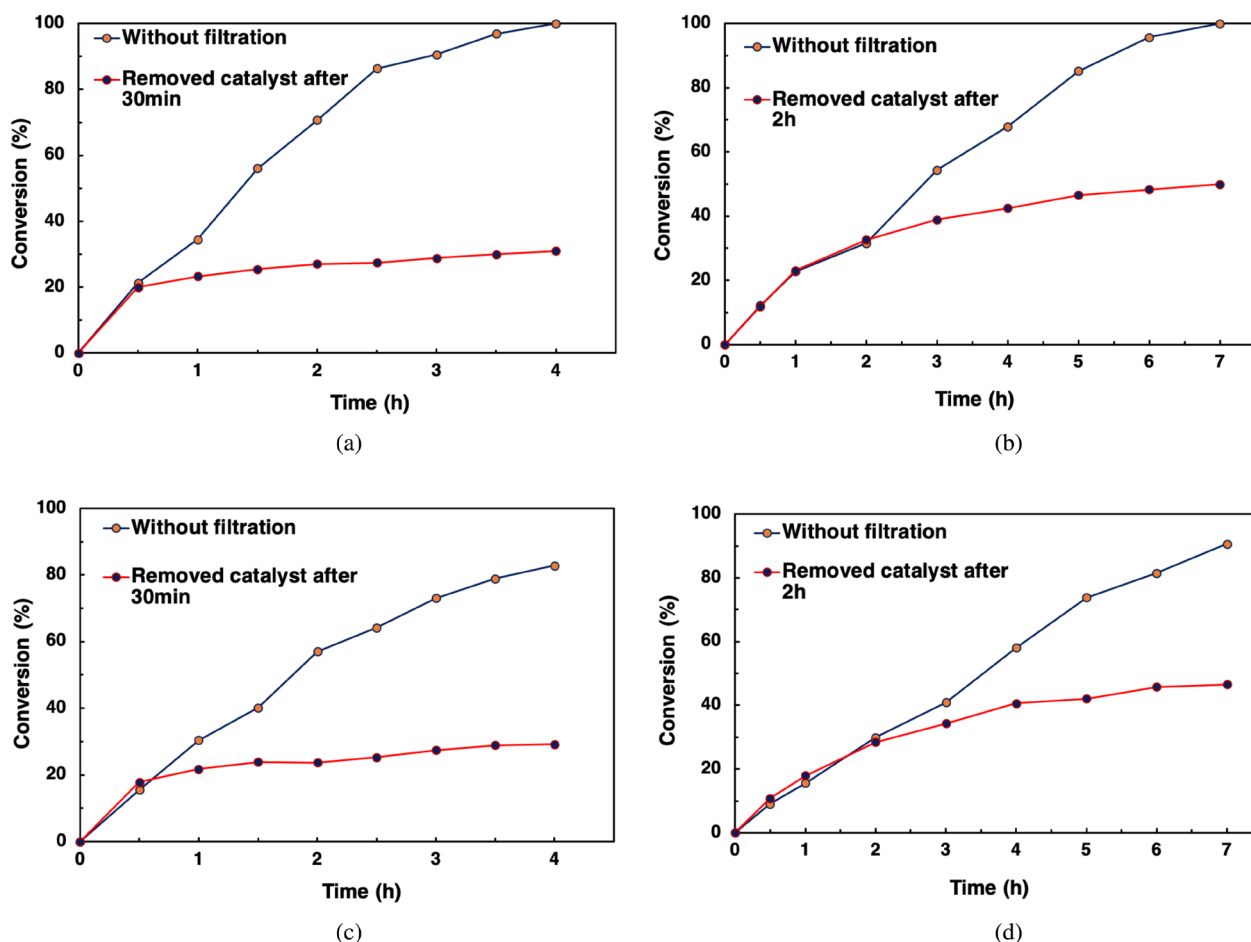 100
80
60
40
20
0
Conversion (%)
Without filtration
Removed catalyst after
30min
0 1 2 3 4
Time (h)
(a)
100
80
60
40
20
0
Conversion (%)
Without filtration
Removed catalyst after
2h
0 1 2 3 4 5 6 7
Time (h)
(b)
100
80
60
40
20
0
Conversion (%)
Without filtration
Removed catalyst after
30min
0 1 2 3 4
Time (h)
(c)
100
80
60
40
20
0
Conversion (%)
Without filtration
Removed catalyst after
2h
0 1 2 3 4 5 6 7
Time (h)
(d)